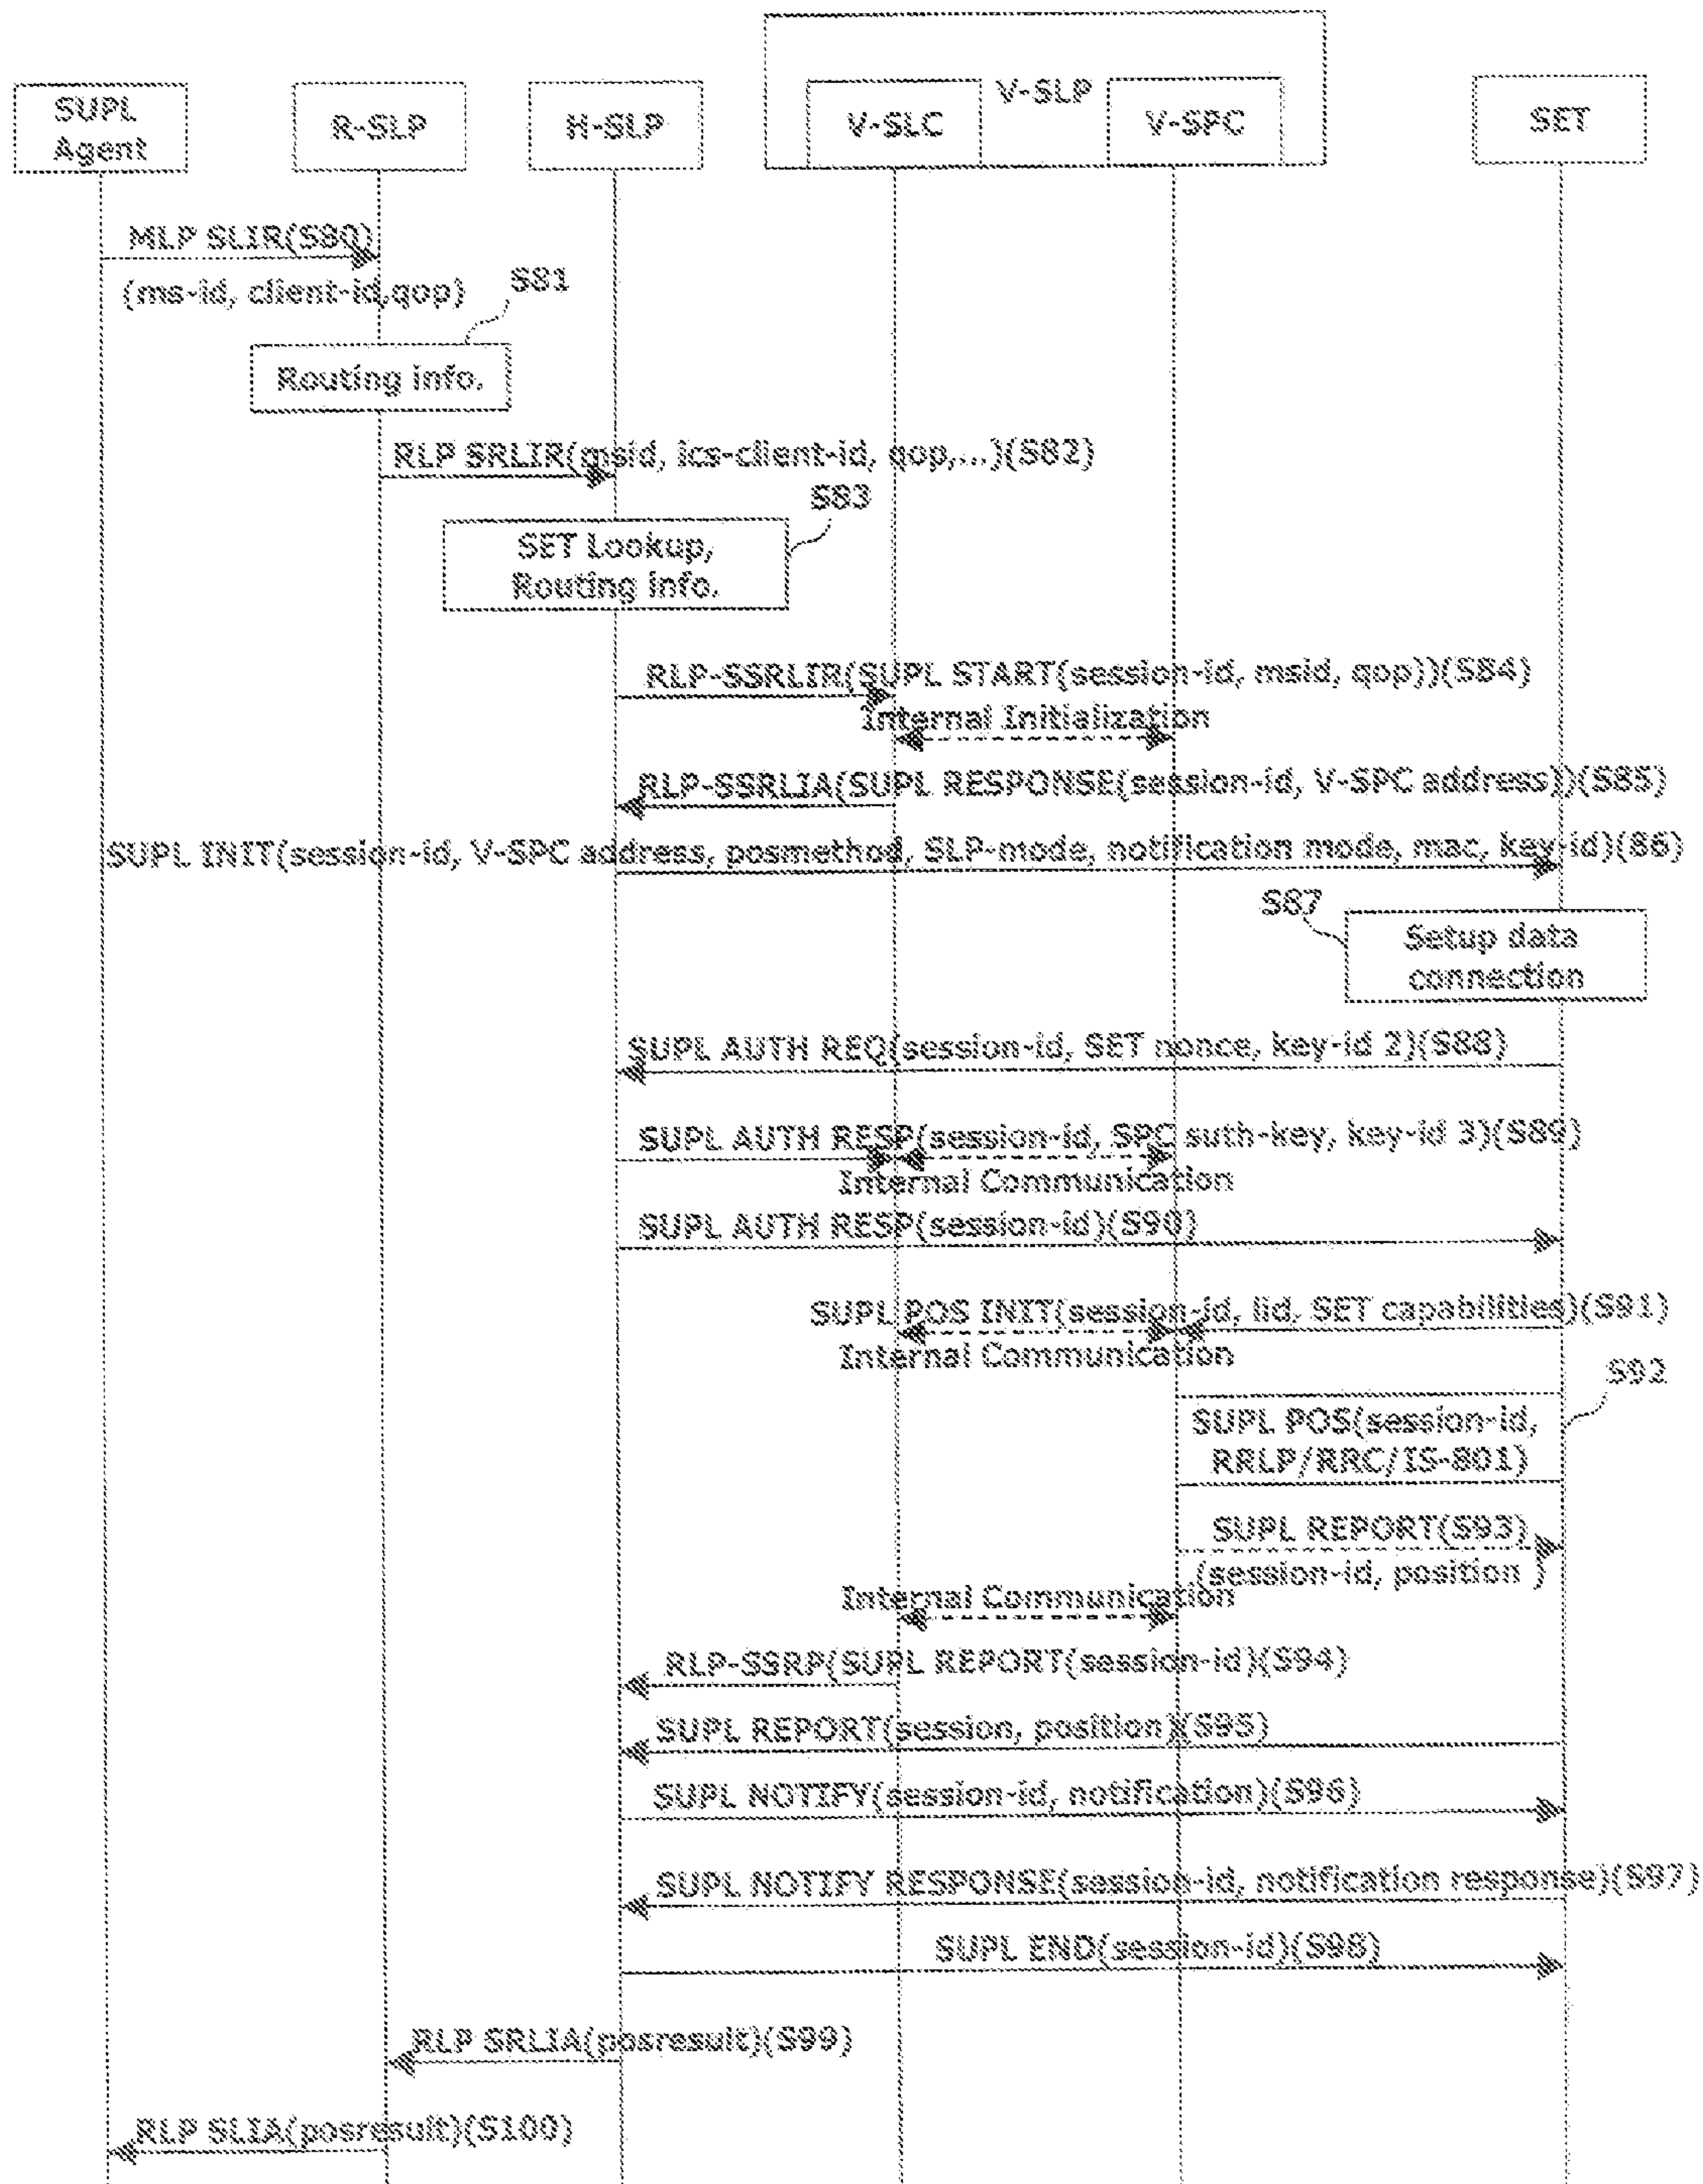 V-SLP
SUPL
Agent
R-SLP
H-SLP
V-SLC
V-SPC
SET
MLP SLIR(S80)
(ms-id, client-id,qop)
S81
Routing info.
RLP SRLIR(msid, ics-client-id, qop,...)(S82)
S83
SET Lookup,
Routing info.
RLP-SSRLIR(SUPL START(session-id, msid, qop))(S84)
Internal Initialization
RLP-SSRLIA(SUPL RESPONSE(session-id, V-SPC address))(S85)
SUPL INIT(session-id, V-SPC address, posmethod, SLP-mode, notification mode, mac, key-id)(86)
S87
Setup data
connection
SUPL AUTH REQ(session-id, SET nonce, key-id 2)(S88)
SUPL AUTH RESP(session-id, SPC suth-key, key-id 3)(S89)
Internal Communication
SUPL AUTH RESP(session-id)(S90)
SUPL POS INIT(session-id, lid, SET capabilities)(S91)
Internal Communication
S92
SUPL POS(session-id,
RRLP/RRC/IS-801)
SUPL REPORT(S93)
(session-id, position )
Internal Communication
RLP-SSRP(SUPL REPORT(session-id)(S94)
SUPL REPORT(session, position)(S95)
SUPL NOTIFY(session-id, notification)(S96)
SUPL NOTIFY RESPONSE(session-id, notification response)(S97)
SUPL END(session-id)(S98)
RLP SRLIA(posresult)(S99)
RLP SLIA(posresult)(S100)